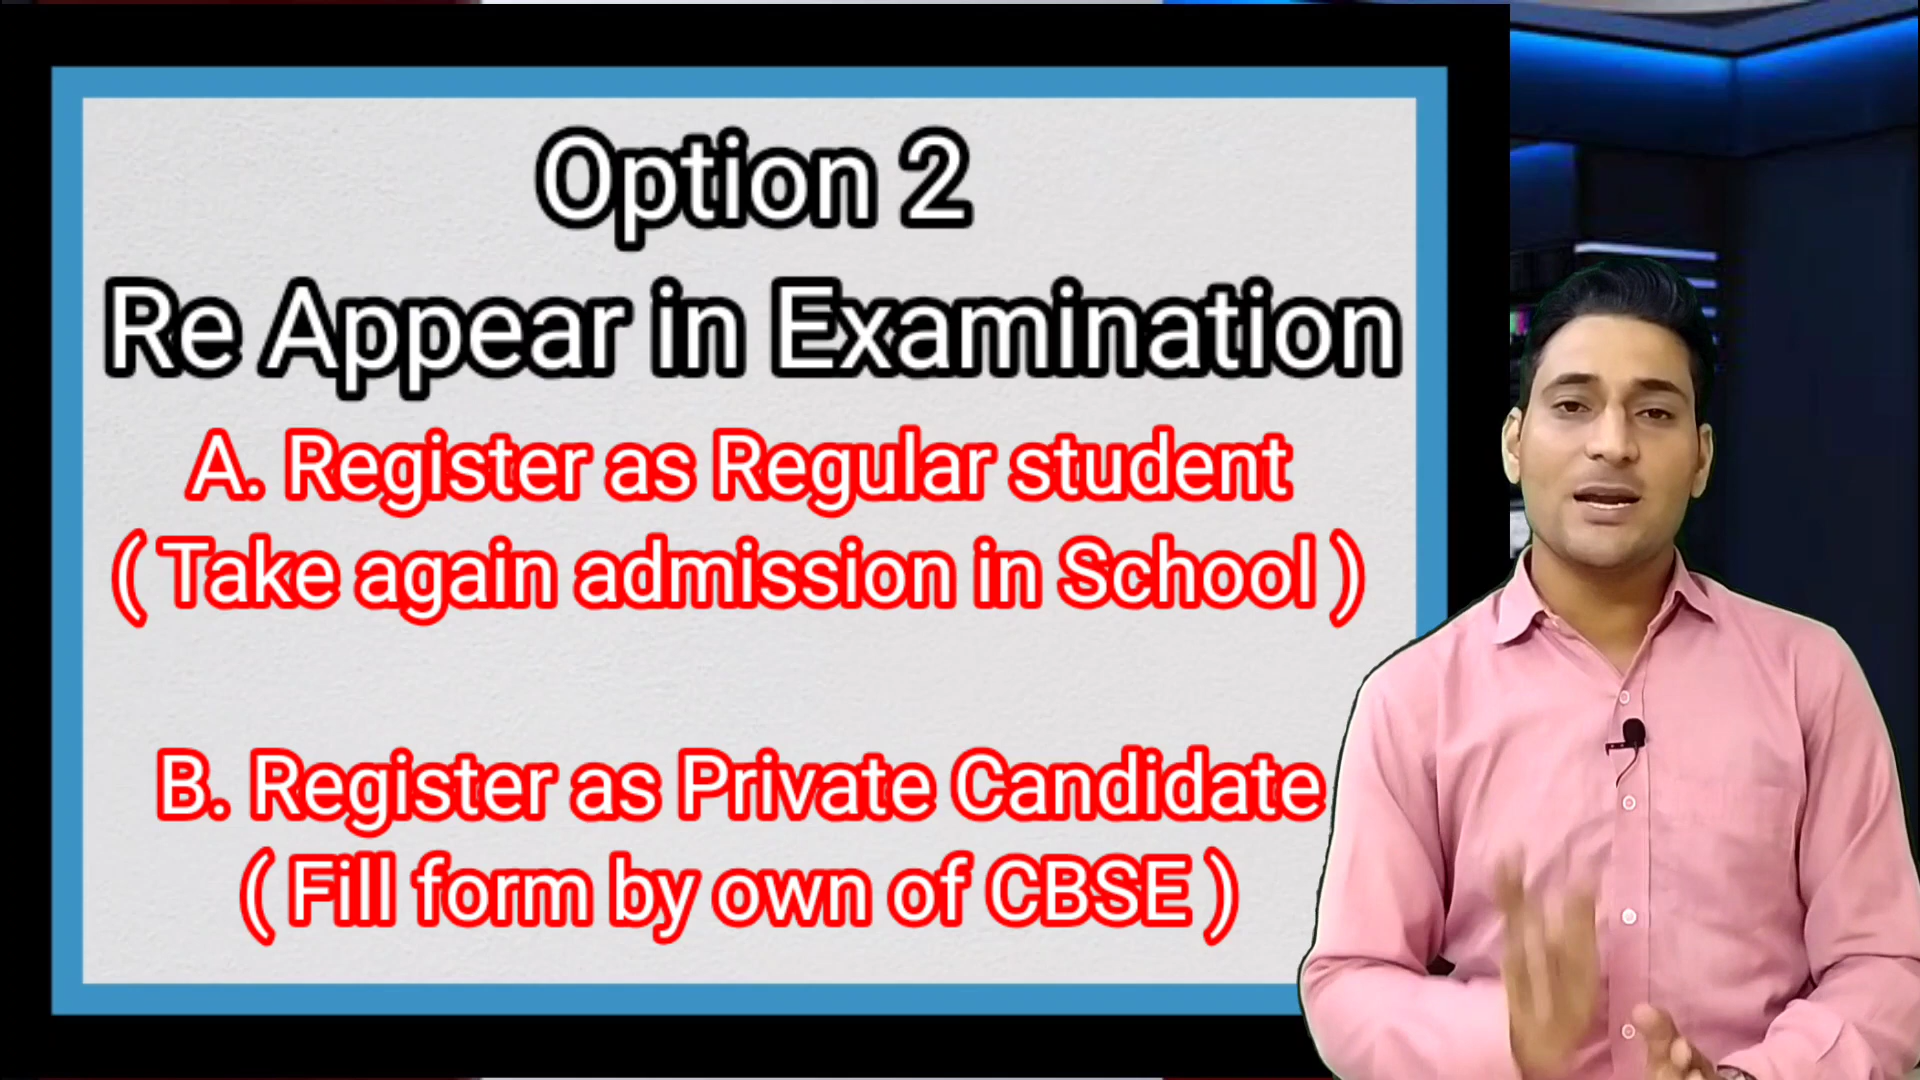 Option 2
Re Appear in Examination
A. Register as Regular student
( Take again admission in School )
B. Register as Private Candidate
( Fill form by own of CBSE )